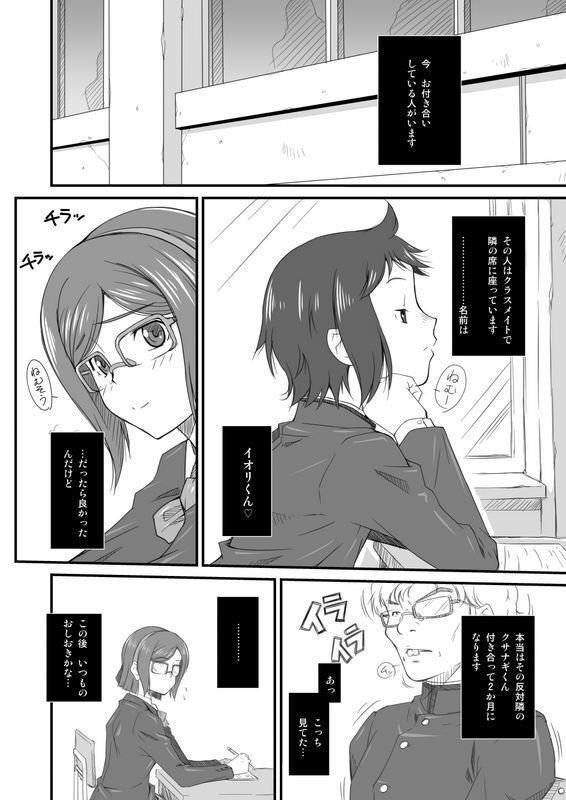 今 お付き合い
している人がいます
その人はクラスメイトで
隣の席に座っています
………………名前は
ねむー
イオリくん♡
チラッ
チラッ
ねむそう
…だったら良かった
んだけど
本当はその反対隣の
クサナギくん
付き合って2か月に
なります
チッ
イライラ
あっ
こっち
見てた…
…………
この後 いつもの
おしおきかな…